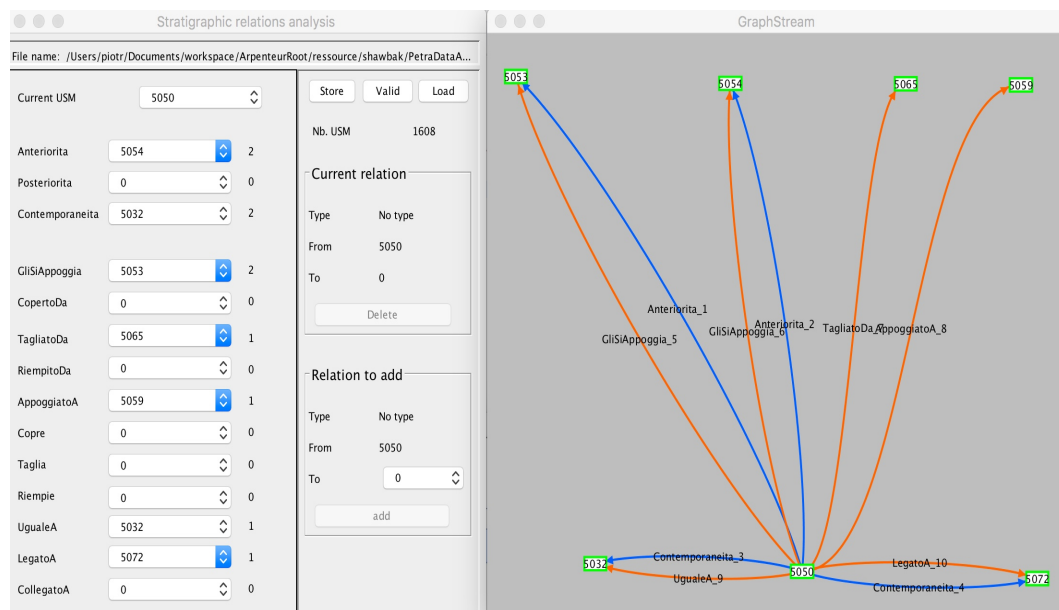 Stratigraphic relations analysis
File name: /Users/piotr/Documents/workspace/ArpenteurRoot/ressource/shawbak/PetraDataA...
Current USM 5050
Anteriorita 5054 2
Posteriorita 0 0
Contemporaneita 5032 2
GliSiAppoggia 5053 2
CopertoDa 0 0
TagliatoDa 5065 1
RiempitoDa 0 0
AppoggiatoA 5059 1
Copre 0 0
Taglia 0 0
Riempie 0 0
UgualeA 5032 1
LegatoA 5072 1
CollegatoA 0 0
Store Valid Load
Nb. USM 1608
Current relation
Type No type
From 5050
To 0
Delete
Relation to add
Type No type
From 5050
To 0
add
GraphStream
5053 5054 5065 5059
Anteriorita_1
GliSiAppoggia_5
Anteriorita_2
GliSiAppoggia_6
TagliatoDa_7
AppoggiatoA_8
Contemporaneita_3
LegatoA_10
5032 5050 5072
UgualeA_9
Contemporaneita_4